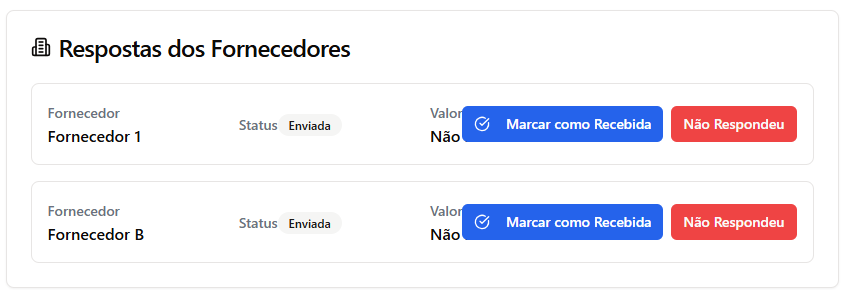 Respostas dos Fornecedores
Fornecedor
Fornecedor 1
Status Enviada
Valor
Não
Marcar como Recebida
Não Respondeu
Fornecedor
Fornecedor B
Status Enviada
Valor
Não
Marcar como Recebida
Não Respondeu